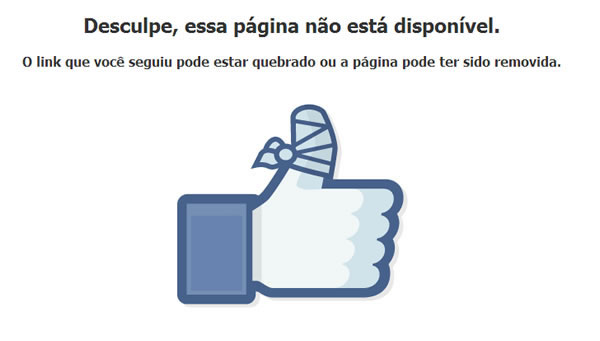 Desculpe, essa página não está disponível.
O link que você seguiu pode estar quebrado ou a página pode ter sido removida.